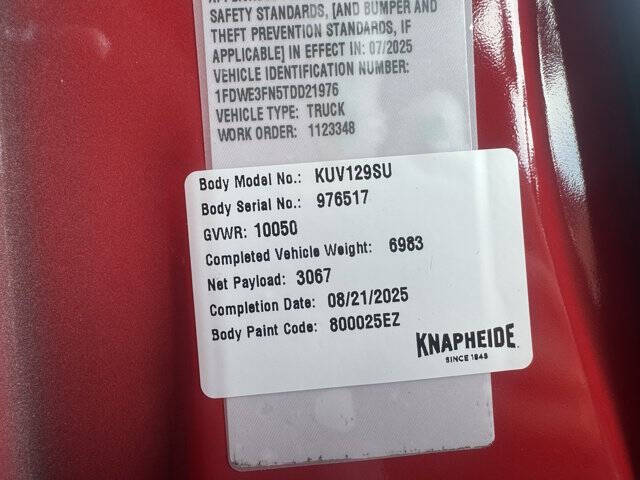 SAFETY STANDARDS, [AND BUMPER AND
THEFT PREVENTION STANDARDS, IF
APPLICABLE] IN EFFECT IN: 07/2025
VEHICLE IDENTIFICATION NUMBER:
1FDWE3FN5TDD21976
VEHICLE TYPE: TRUCK
WORK ORDER: 1123348
Body Model No.: KUV129SU
Body Serial No.: 976517
GVWR: 10050
Completed Vehicle Weight: 6983
Net Payload: 3067
Completion Date: 08/21/2025
Body Paint Code: 800025EZ
KNAPHEIDE
SINCE 1848